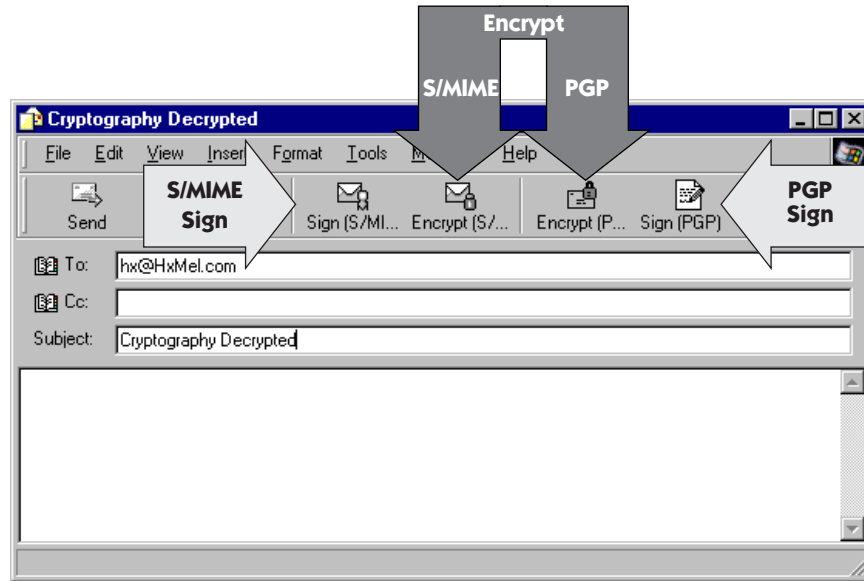 Encrypt
S/MIME PGP
Cryptography Decrypted
File Edit View Inser Format Tools M Help
S/MIME
Sign
PGP
Sign
Send Sign (S/MI... Encrypt (S/... Encrypt (P... Sign (PGP)
To: hx@HxMel.com
Cc:
Subject: Cryptography Decrypted